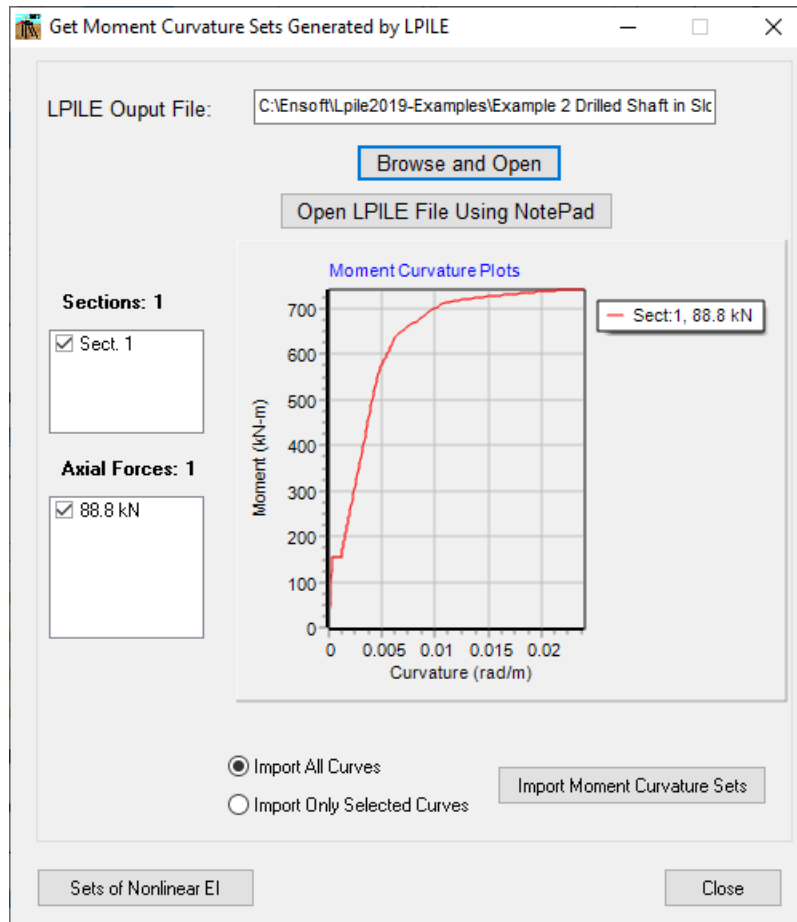 Get Moment Curvature Sets Generated by LPILE
LPILE Ouput File:
C:\Ensoft\Lpile2019-Examples\Example 2 Drilled Shaft in Slc
Browse and Open
Open LPILE File Using NotePad
Sections: 1
Sect. 1
Axial Forces: 1
88.8 kN
Moment Curvature Plots
Sect:1, 88.8 kN
Moment (kN-m)
700
600
500
400
300
200
100
0
0 0.005 0.01 0.015 0.02
Curvature (rad/m)
Import All Curves
Import Only Selected Curves
Import Moment Curvature Sets
Sets of Nonlinear EI
Close